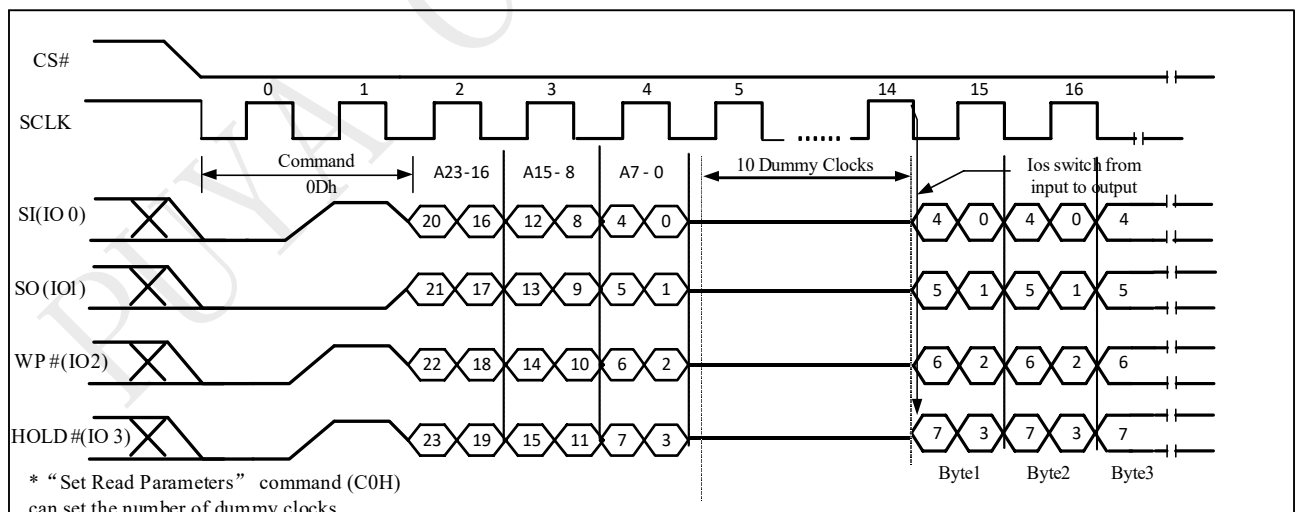 PUYA
CS#
0 1 2 3 4 5 14 15 16
SCLK
Command
0Dh
A23-16 A15-8 A7-0
10 Dummy Clocks
Ios switch from
input to output
SI(IO 0) 20 16 12 8 4 0 4 0 4 0 4
SO(IO1) 21 17 13 9 5 1 5 1 5 1 5
WP#(IO2) 22 18 14 10 6 2 6 2 6 2 6
HOLD#(IO 3) 23 19 15 11 7 3 7 3 7 3 7
Byte1 Byte2 Byte3
* “Set Read Parameters” command (C0H)
can set the number of dummy clocks